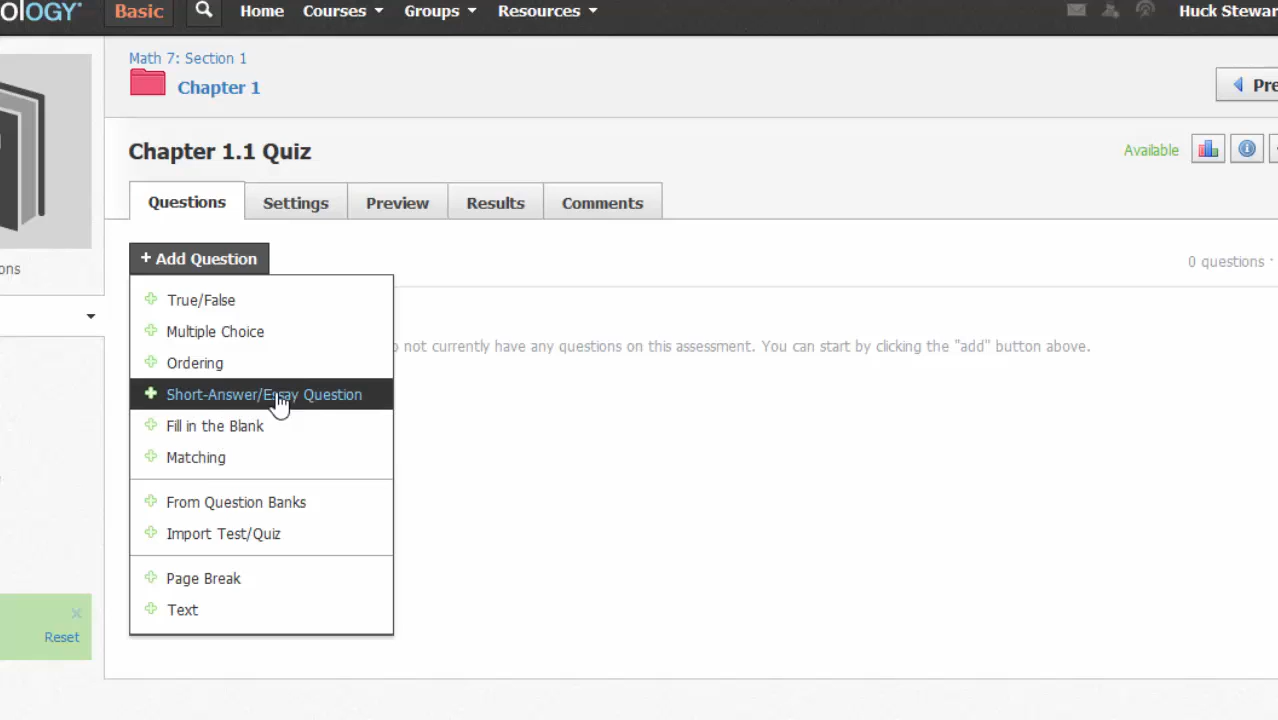 oloGY Basic Home Courses Groups Resources Huck Stewar
Math 7: Section 1
Chapter 1
Pre
Chapter 1.1 Quiz
Available
Questions Settings Preview Results Comments
+ Add Question
0 questions ·
ons
True/False
Multiple Choice
o not currently have any questions on this assessment. You can start by clicking the "add" button above.
Ordering
Short-Answer/Essay Question
Fill in the Blank
Matching
From Question Banks
Import Test/Quiz
Page Break
Text
Reset